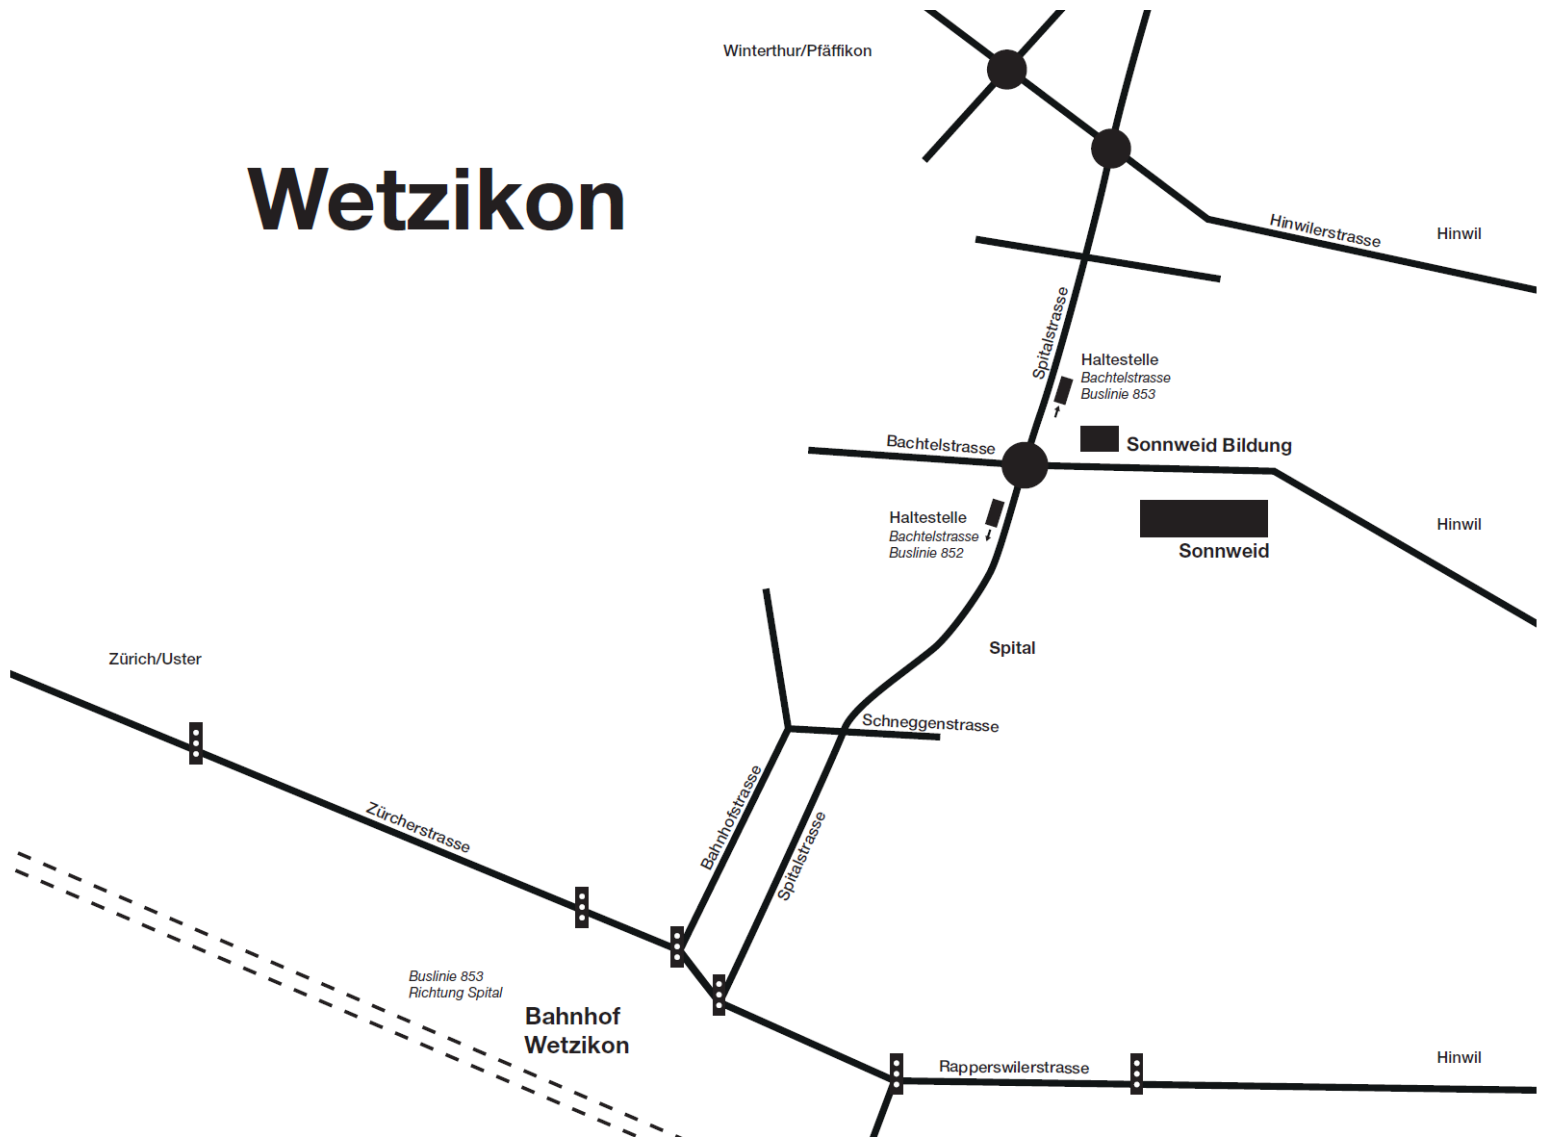 Winterthur/Pfäffikon
Wetzikon
Hinwilerstrasse
Hinwil
Spitalstrasse
Haltestelle
Bachtelstrasse
Buslinie 853
Bachtelstrasse
Sonnweid Bildung
Haltestelle
Bachtelstrasse
Buslinie 852
Hinwil
Sonnweid
Spital
Zürich/Uster
Schneggenstrasse
Zürcherstrasse
Bahnhofstrasse
Spitalstrasse
Buslinie 853
Richtung Spital
Bahnhof
Wetzikon
Rapperswilerstrasse
Hinwil